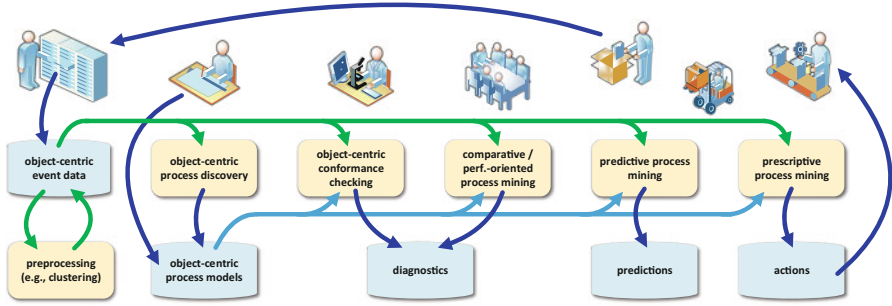 object-centric
event data
object-centric
process discovery
object-centric
conformance
checking
comparative /
perf.-oriented
process mining
predictive process
mining
prescriptive
process mining
preprocessing
(e.g., clustering)
object-centric
process models
diagnostics
predictions
actions